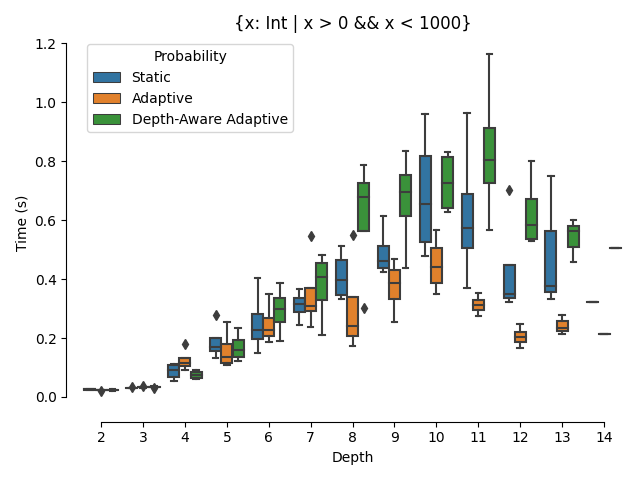 {x: Int | x > 0 && x < 1000}
Probability
Static
Adaptive
Depth-Aware Adaptive
Time (s)
1.2
1.0
0.8
0.6
0.4
0.2
0.0
2 3 4 5 6 7 8 9 10 11 12 13 14
Depth